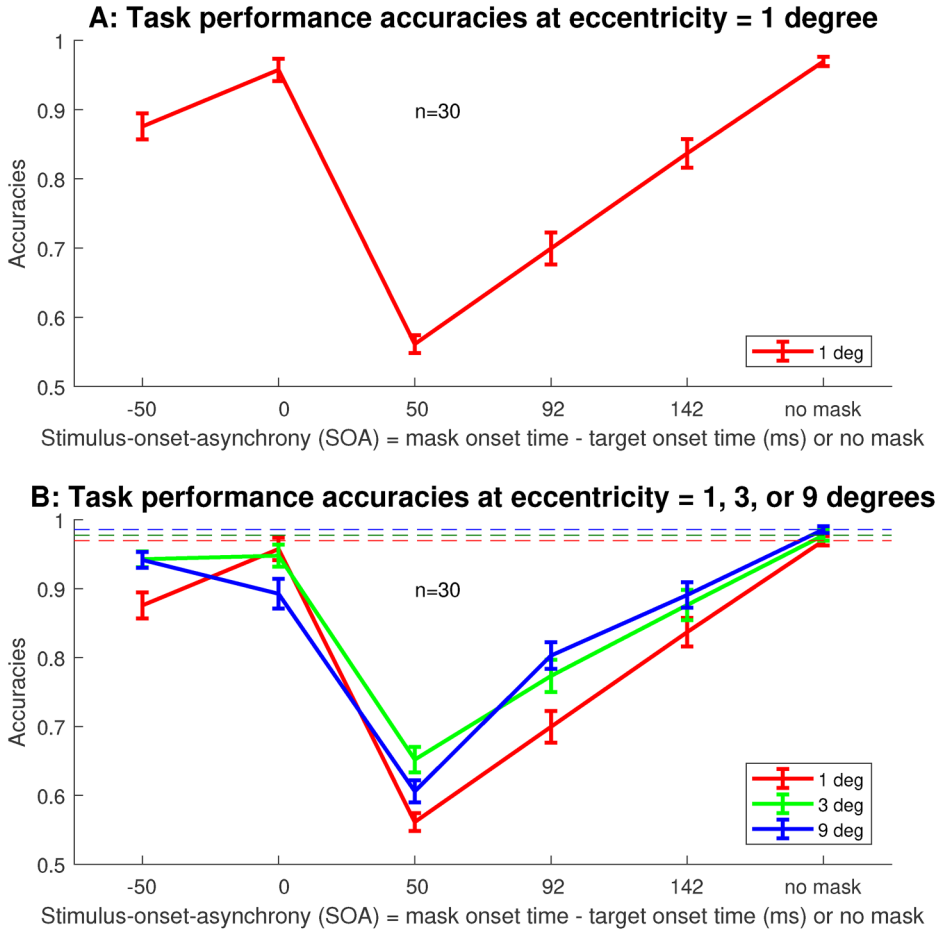 A: Task performance accuracies at eccentricity = 1 degree
1
0.9
0.8
0.7
0.6
0.5
Accuracies
n=30
1 deg
-50 0 50 92 142 no mask
Stimulus-onset-asynchrony (SOA) = mask onset time - target onset time (ms) or no mask
B: Task performance accuracies at eccentricity = 1, 3, or 9 degrees
1
0.9
0.8
0.7
0.6
0.5
Accuracies
n=30
1 deg
3 deg
9 deg
-50 0 50 92 142 no mask
Stimulus-onset-asynchrony (SOA) = mask onset time - target onset time (ms) or no mask